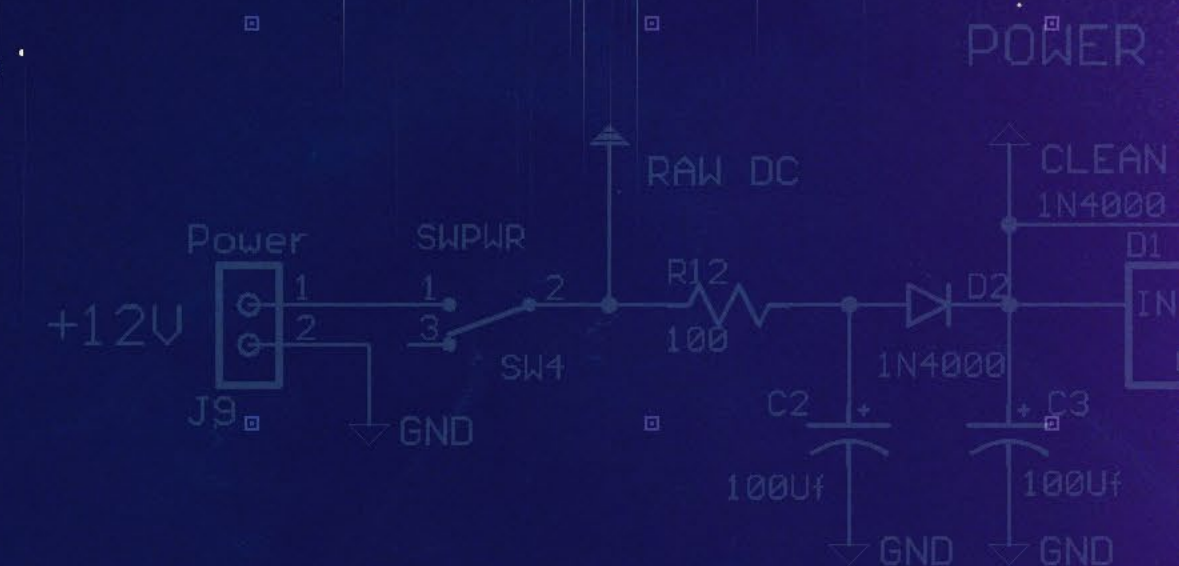 POWER
RAW DC
CLEAN
1N4000
Power
SWPWR
D1
1
1
2
R12
D2
+12V
2
3
100
IN
SW4
1N4000
J9
GND
C2
+
+
C3
100Uf
100Uf
GND
GND